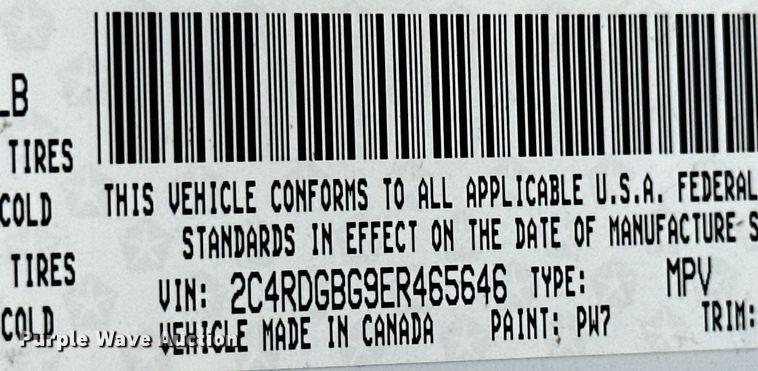 LB
TIRES
COLD
TIRES
COLD
THIS VEHICLE CONFORMS TO ALL APPLICABLE U.S.A. FEDERAL
STANDARDS IN EFFECT ON THE DATE OF MANUFACTURE S
VIN: 2C4RDGBG9ER465646 TYPE: MPV
VEHICLE MADE IN CANADA PAINT: PW7 TRIM:
Purple Wave Auction